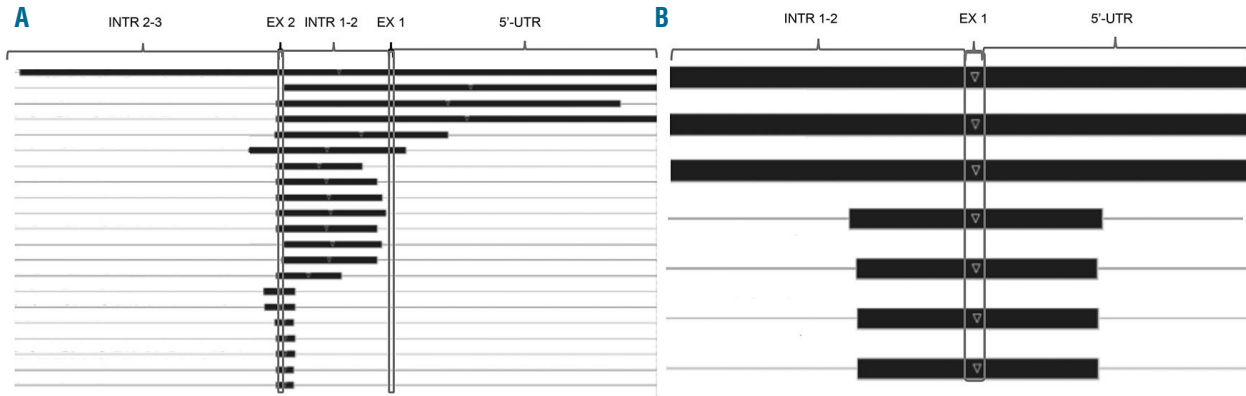 A
INTR 2-3 EX 2 INTR 1-2 EX 1 5'-UTR
B
INTR 1-2 EX 1 5'-UTR